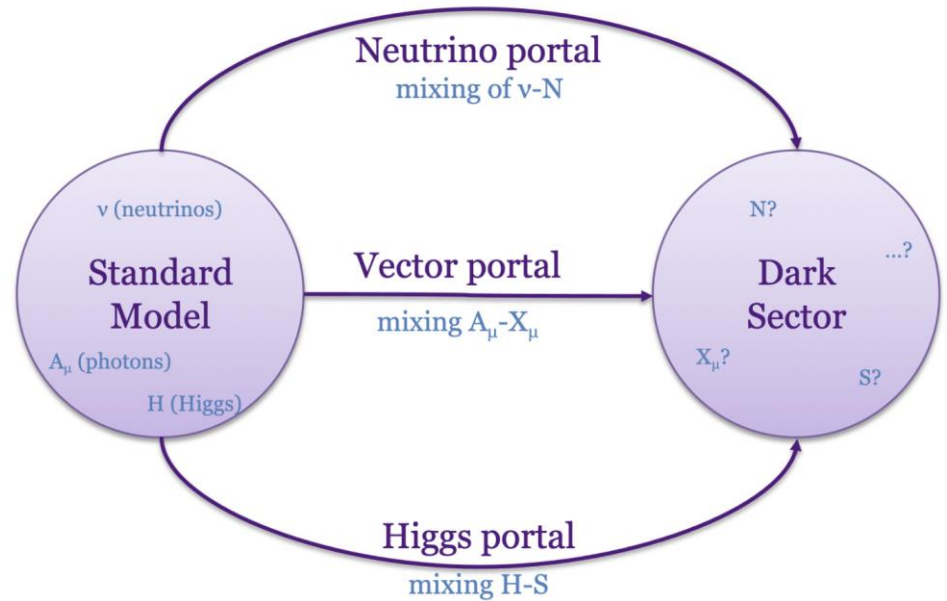 Neutrino portal
mixing of ν-N
ν (neutrinos)
N?
...?
Standard
Model
Vector portal
mixing Aμ-Xμ
Dark
Sector
Aμ (photons)
H (Higgs)
Xμ?
S?
Higgs portal
mixing H-S